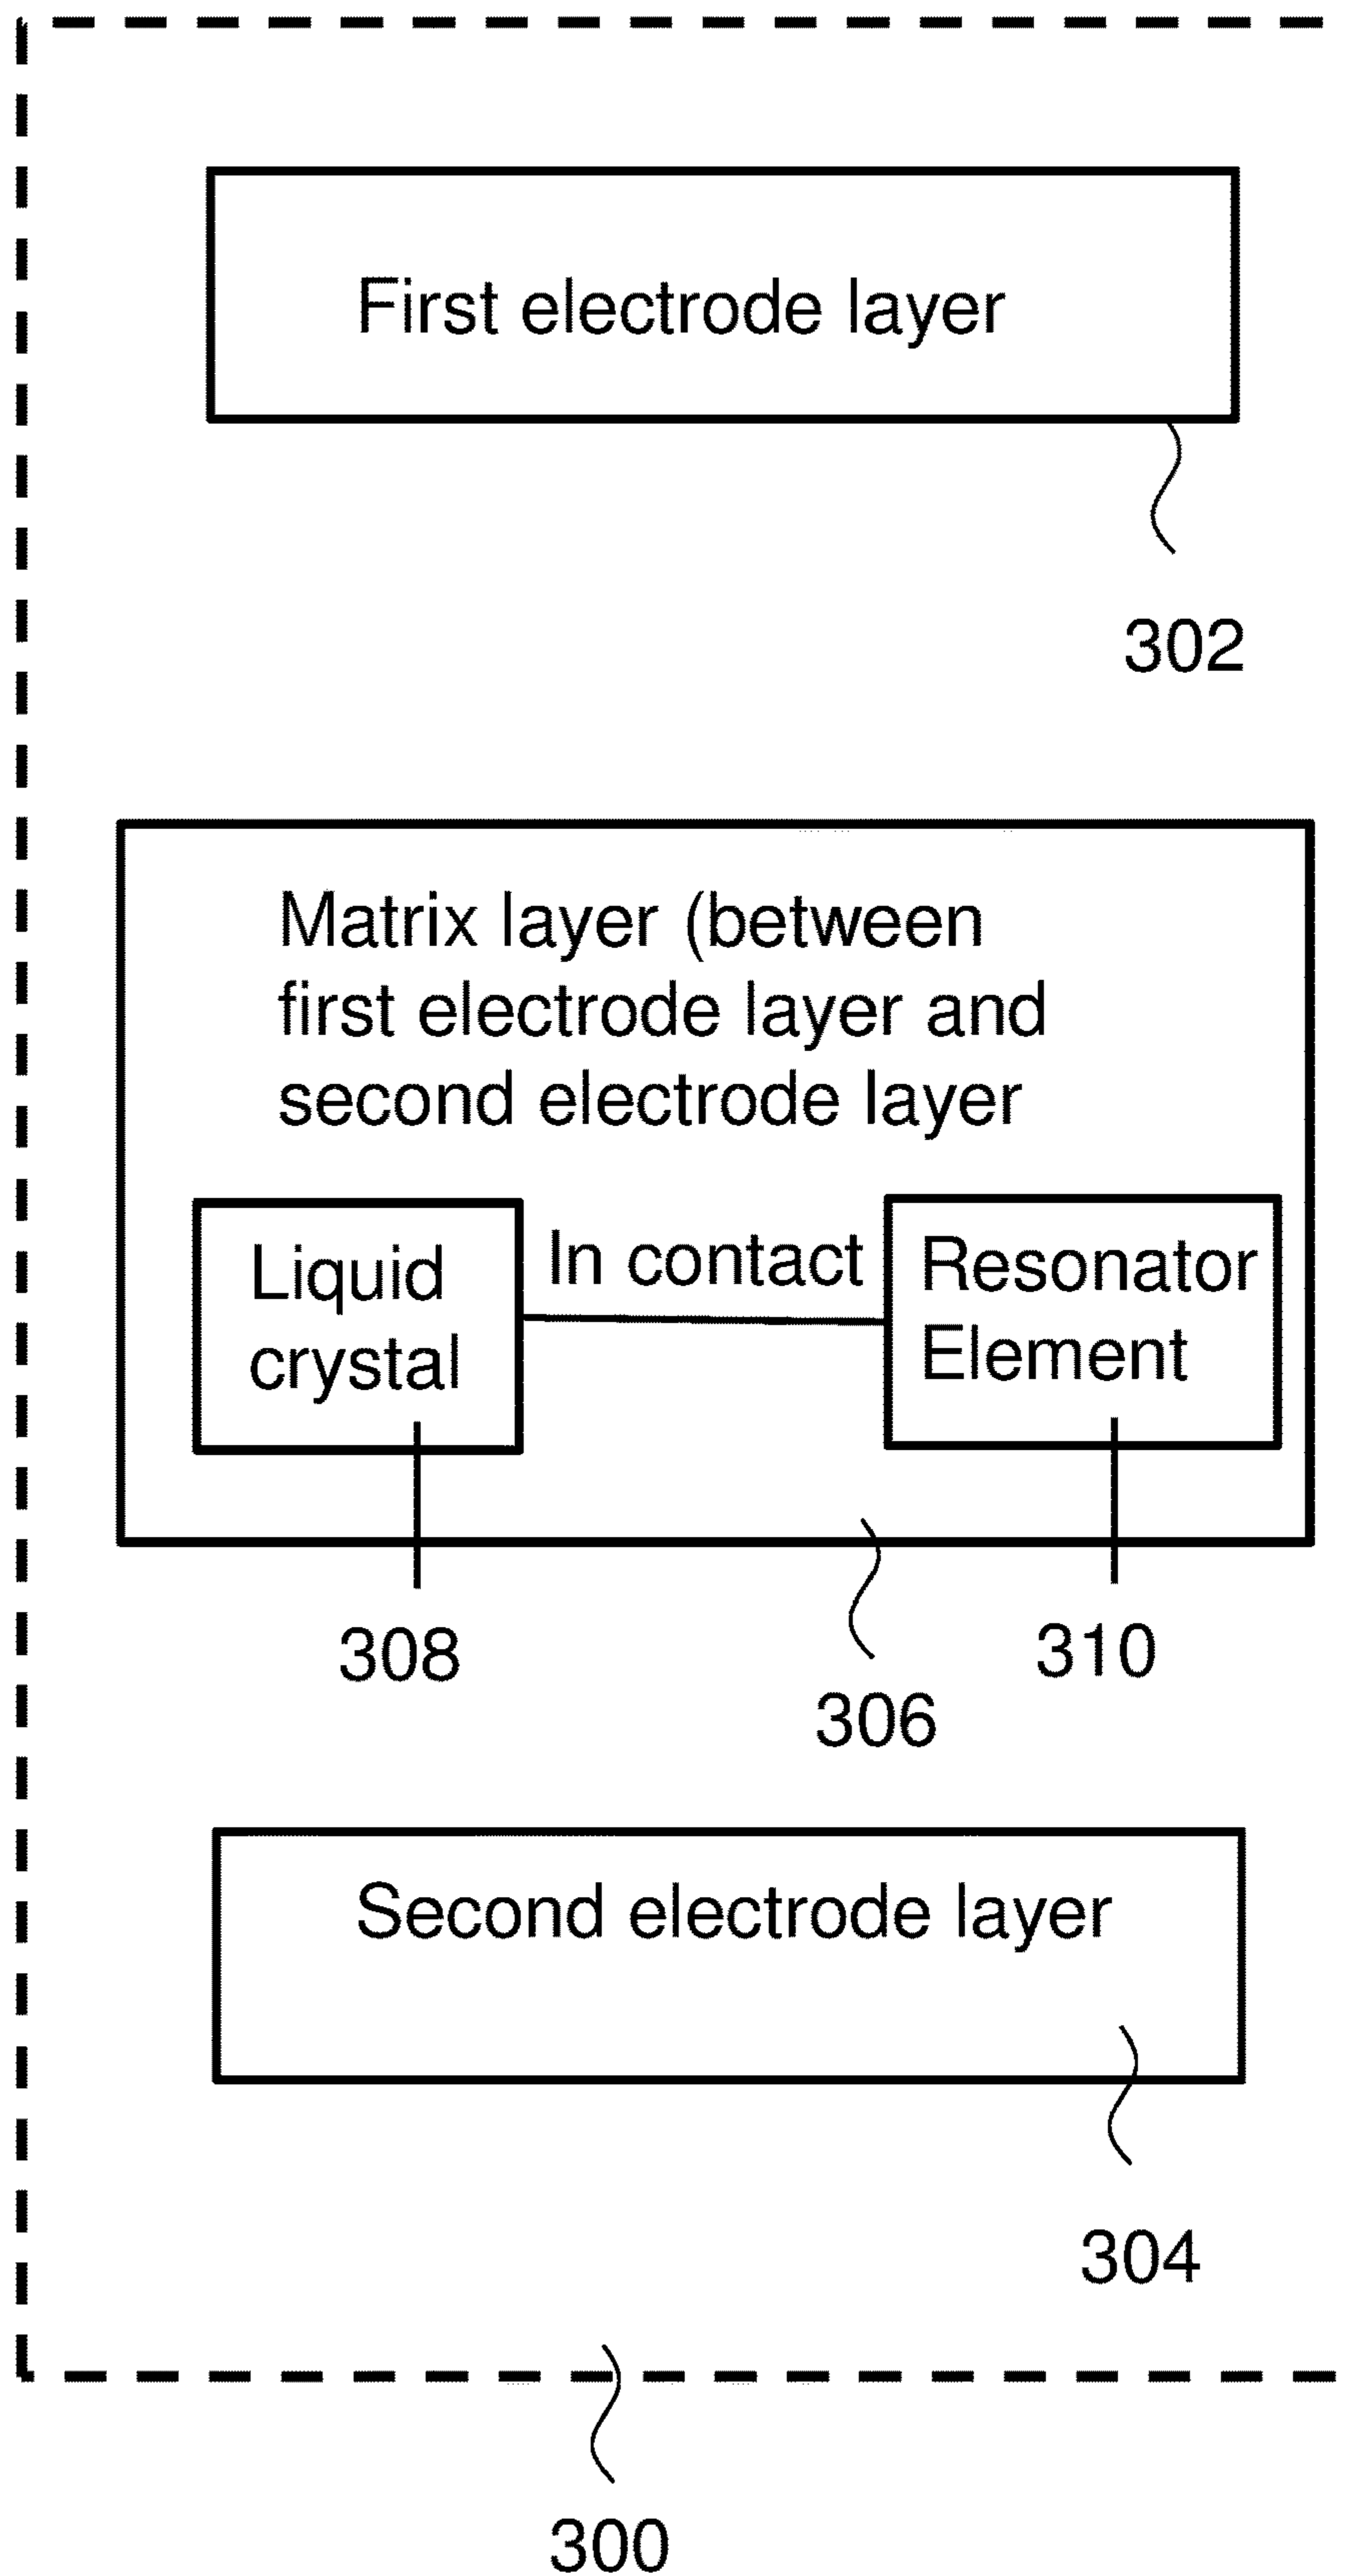 First electrode layer
302
Matrix layer (between
first electrode layer and
second electrode layer
Liquid
crystal
In contact
Resonator
Element
308
310
306
Second electrode layer
304
300